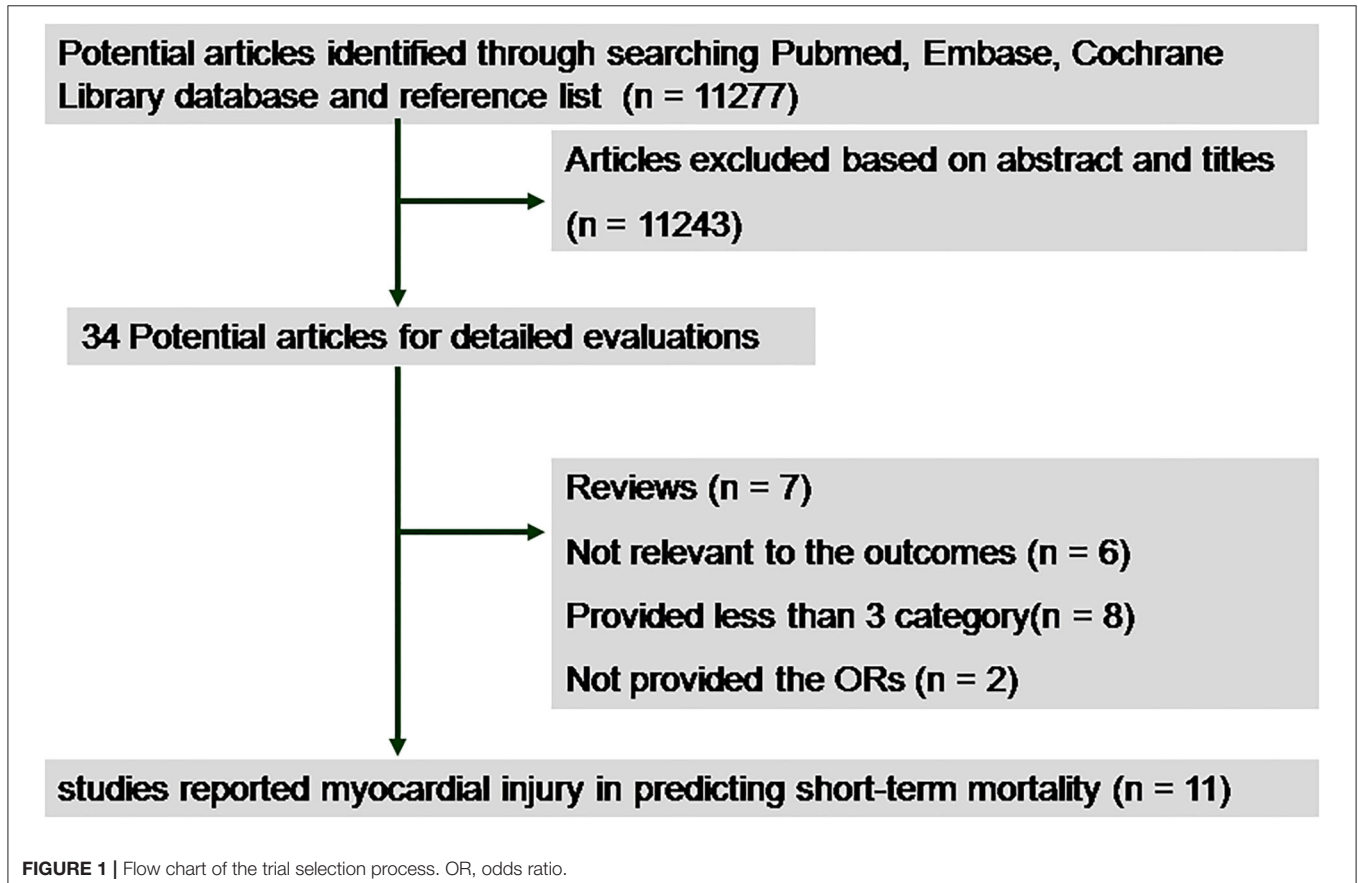 Potential articles identified through searching Pubmed, Embase, Cochrane
Library database and reference list (n = 11277)
Articles excluded based on abstract and titles
(n = 11243)
34 Potential articles for detailed evaluations
Reviews (n = 7)
Not relevant to the outcomes (n = 6)
Provided less than 3 category(n = 8)
Not provided the ORs (n = 2)
studies reported myocardial injury in predicting short-term mortality (n = 11)
FIGURE 1 | Flow chart of the trial selection process. OR, odds ratio.